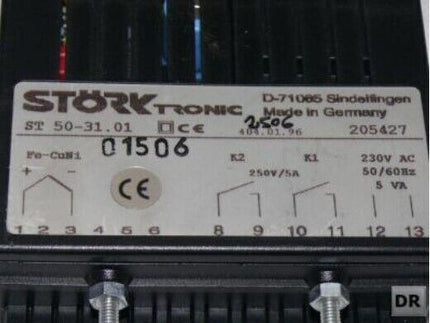 STÖRKTRONIC D-71065 Sindelfingen
Made in Germany
2506
ST 50-31.01 CE 404.01.96 205427
01506
Fe-CuNi K2 K1 230V AC
+ - 250V/5A 50/60Hz
CE 5 VA
1 2 3 4 5 6 8 9 10 11 12 13
DR